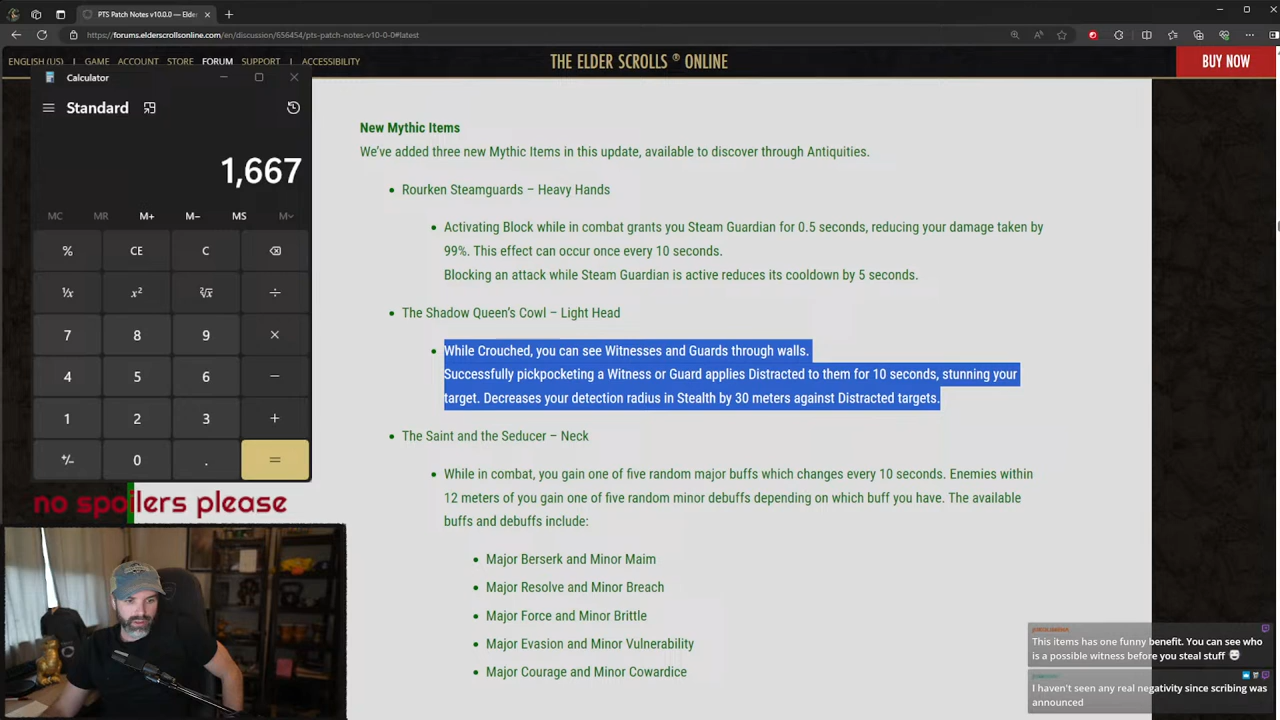 PTS Patch Notes v10.0.0 — Elder
https://forums.elderscrollsonline.com/en/discussion/656454/pts-patch-notes-v10-0-0#latest
ENGLISH (US) | GAME ACCOUNT STORE FORUM SUPPORT | ACCESSIBILITY
THE ELDER SCROLLS ® ONLINE
BUY NOW
Calculator
Standard
1,667
MC MR M+ M− MS M
% CE C
¹/x x² ²√x ÷
7 8 9 ×
4 5 6 −
1 2 3 +
+/− 0 . =
no spoilers please
New Mythic Items
We've added three new Mythic Items in this update, available to discover through Antiquities.
• Rourken Steamguards – Heavy Hands
• Activating Block while in combat grants you Steam Guardian for 0.5 seconds, reducing your damage taken by
99%. This effect can occur once every 10 seconds.
Blocking an attack while Steam Guardian is active reduces its cooldown by 5 seconds.
• The Shadow Queen's Cowl – Light Head
• While Crouched, you can see Witnesses and Guards through walls.
Successfully pickpocketing a Witness or Guard applies Distracted to them for 10 seconds, stunning your
target. Decreases your detection radius in Stealth by 30 meters against Distracted targets.
• The Saint and the Seducer – Neck
• While in combat, you gain one of five random major buffs which changes every 10 seconds. Enemies within
12 meters of you gain one of five random minor debuffs depending on which buff you have. The available
buffs and debuffs include:
• Major Berserk and Minor Maim
• Major Resolve and Minor Breach
• Major Force and Minor Brittle
• Major Evasion and Minor Vulnerability
• Major Courage and Minor Cowardice
This items has one funny benefit. You can see who
is a possible witness before you steal stuff
I haven't seen any real negativity since scribing was
announced